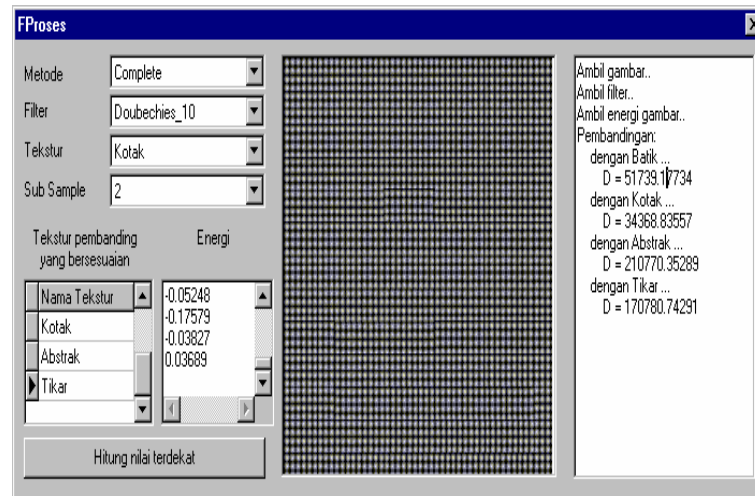 FProses
Metode
Complete
Filter
Doubechies_10
Tekstur
Kotak
Sub Sample
2
Tekstur pembanding
yang bersesuaian
Energi
Nama Tekstur
Kotak
Abstrak
Tikar
-0.05248
-0.17579
-0.03827
0.03689
Hitung nilai terdekat
Ambil gambar..
Ambil filter..
Ambil energi gambar..
Pembandingan:
dengan Batik ...
D = 51739.17734
dengan Kotak ...
D = 34368.83557
dengan Abstrak ...
D = 210770.35289
dengan Tikar ...
D = 170780.74291